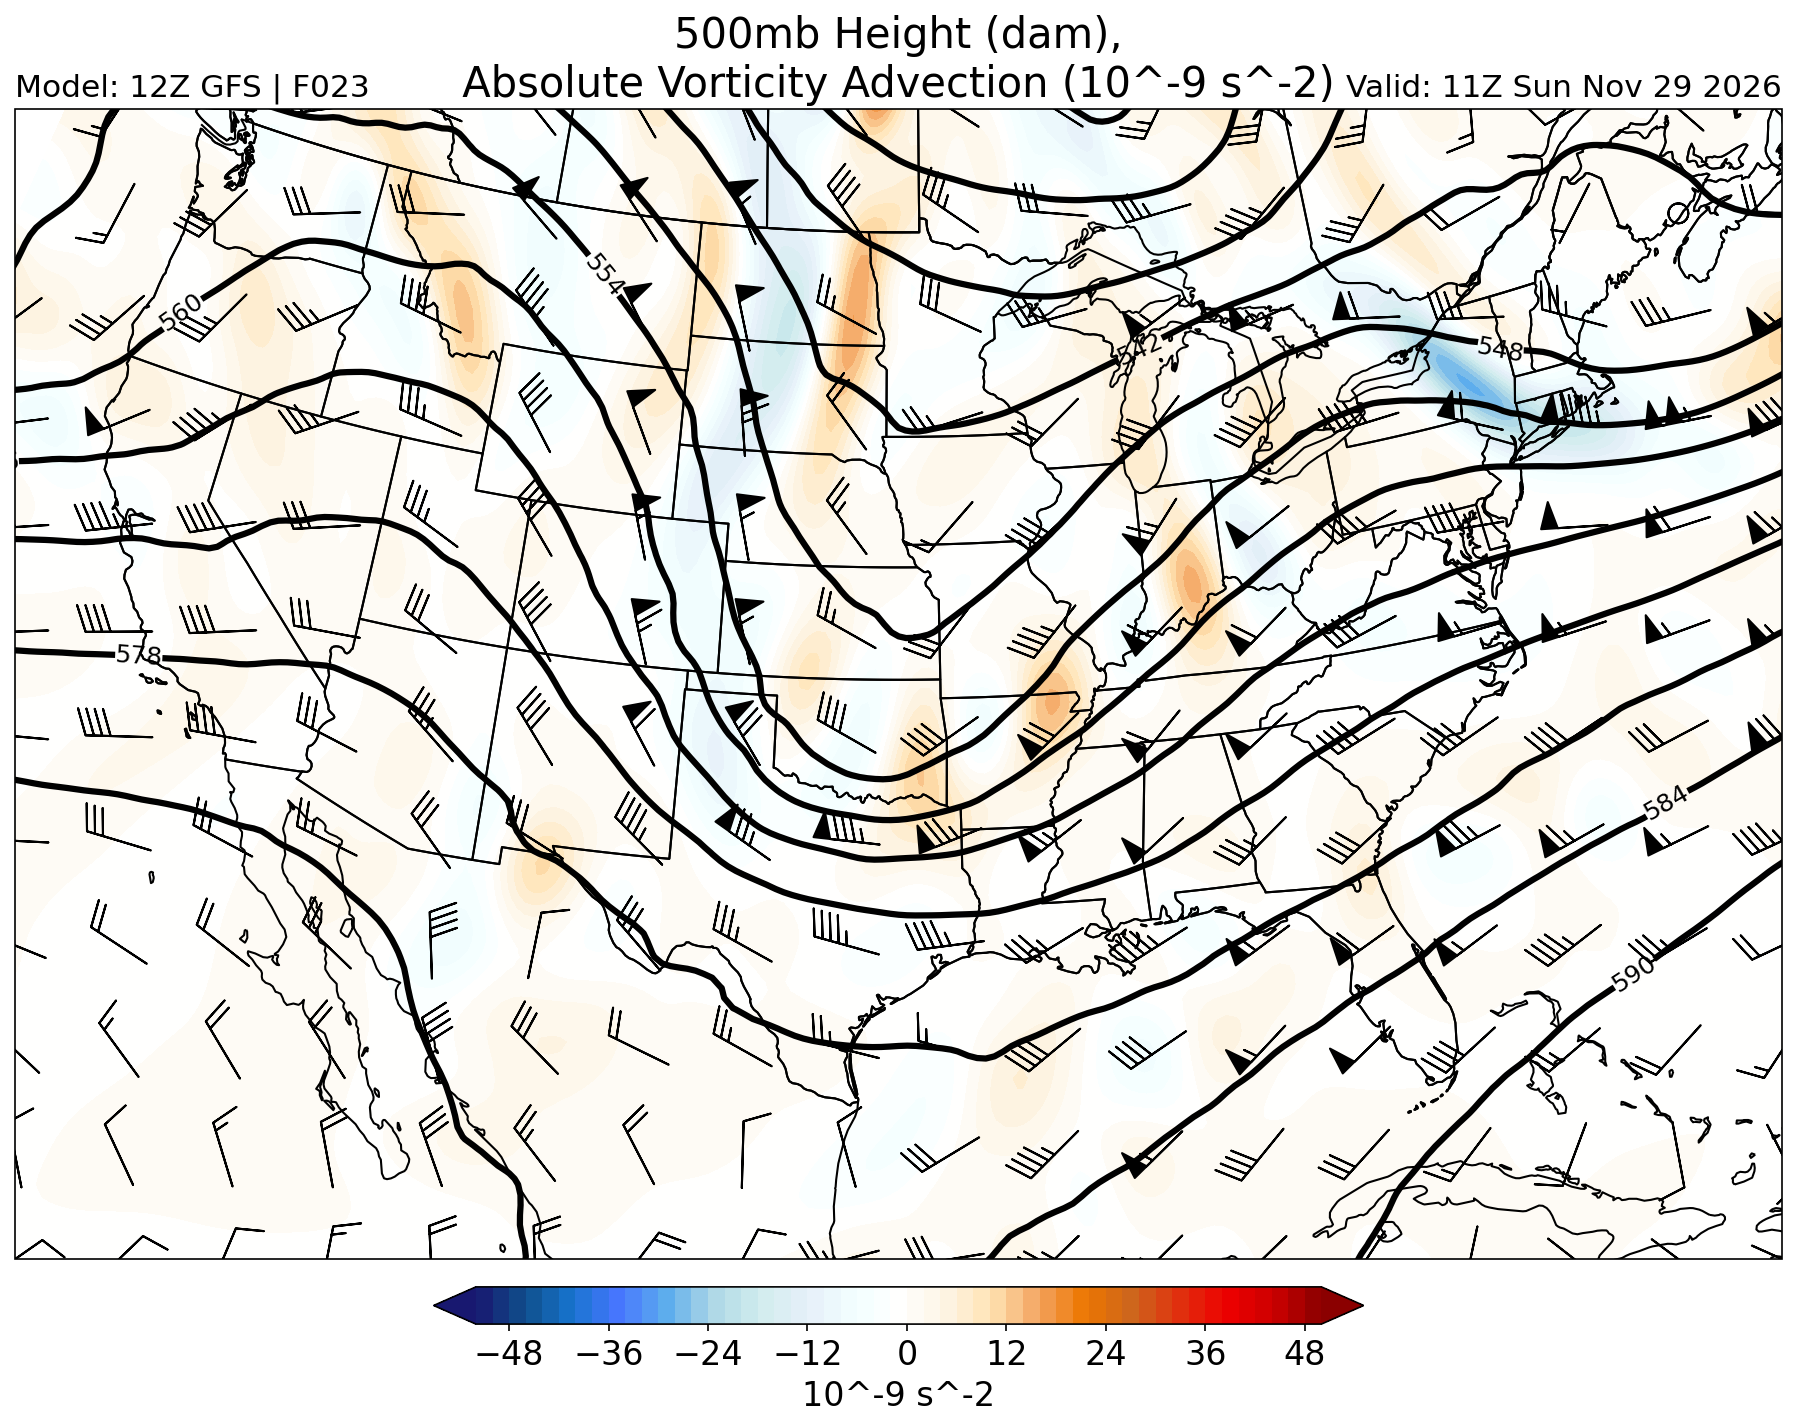 500mb Height (dam),
Model: 12Z GFS | F023
Absolute Vorticity Advection (10^-9 s^-2)
Valid: 11Z Sun Nov 29 2026
554
560
542
548
578
584
590
−48 −36 −24 −12 0 12 24 36 48
10^-9 s^-2